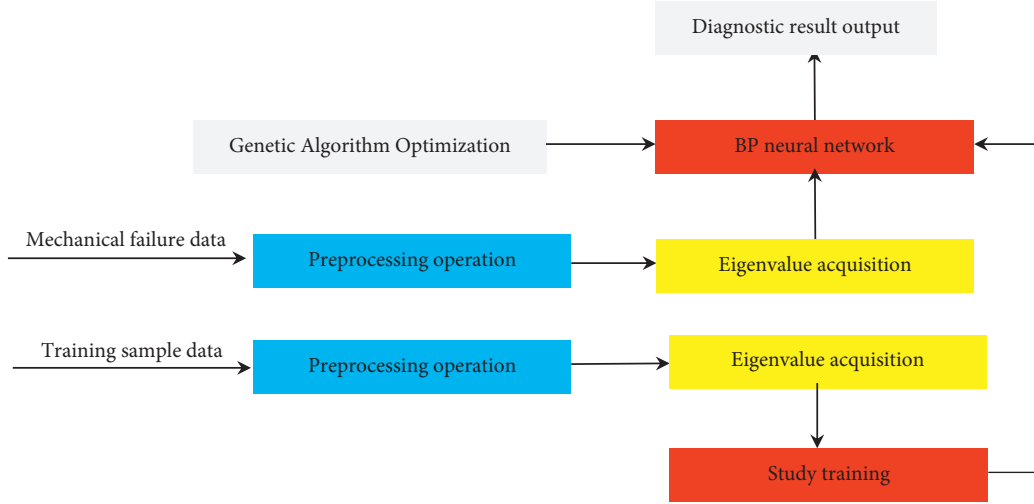 Diagnostic result output
Genetic Algorithm Optimization
BP neural network
Mechanical failure data
Preprocessing operation
Eigenvalue acquisition
Training sample data
Preprocessing operation
Eigenvalue acquisition
Study training